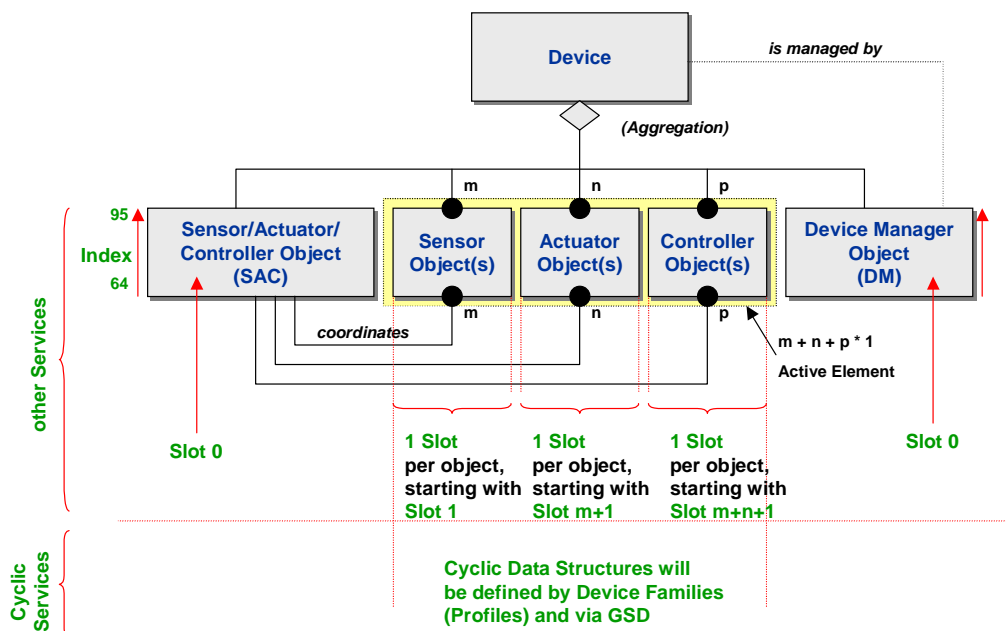 Device
is managed by
(Aggregation)
m
n
p
95
Index
64
Sensor/Actuator/
Controller Object
(SAC)
Sensor
Object(s)
Actuator
Object(s)
Controller
Object(s)
Device Manager
Object
(DM)
m
n
p
coordinates
m + n + p * 1
Active Element
other Services
Slot 0
1 Slot
per object,
starting with
Slot 1
1 Slot
per object,
starting with
Slot m+1
1 Slot
per object,
starting with
Slot m+n+1
Slot 0
Cyclic
Services
Cyclic Data Structures will
be defined by Device Families
(Profiles) and via GSD